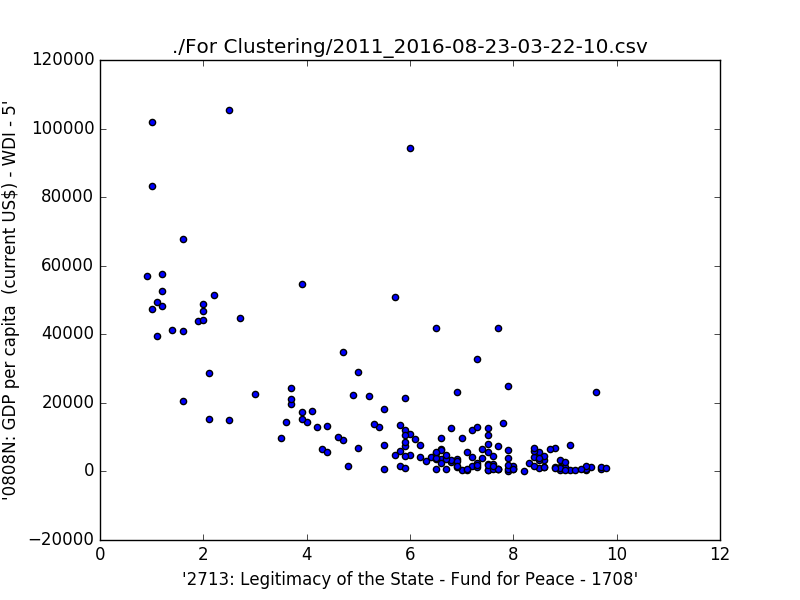 ./For Clustering/2011_2016-08-23-03-22-10.csv
120000
100000
80000
60000
40000
20000
0
−20000
'0808N: GDP per capita  (current US$) - WDI - 5'
0 2 4 6 8 10 12
'2713: Legitimacy of the State - Fund for Peace - 1708'